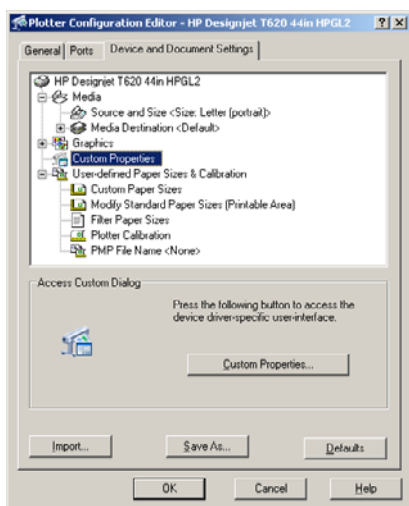 Plotter Configuration Editor - HP Designjet T620 44in HPGL2
General Ports Device and Document Settings
HP Designjet T620 44in HPGL2
Media
Source and Size <Size: Letter (portrait)>
Media Destination <Default>
Graphics
Custom Properties
User-defined Paper Sizes & Calibration
Custom Paper Sizes
Modify Standard Paper Sizes (Printable Area)
Filter Paper Sizes
Plotter Calibration
PMP File Name <None>
Access Custom Dialog
Press the following button to access the
device driver-specific user-interface.
Custom Properties...
Import... Save As... Defaults
OK Cancel Help